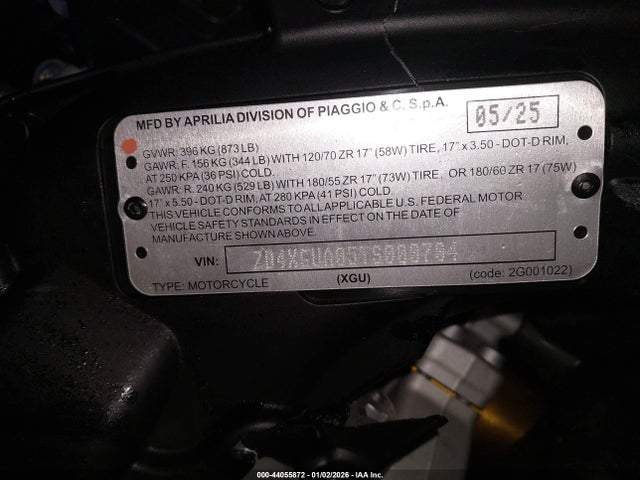 MFD BY APRILIA DIVISION OF PIAGGIO & C. S.p.A.
05/25
GVWR: 396 KG (873 LB)
GAWR: F. 156 KG (344 LB) WITH 120/70 ZR 17" (58W) TIRE, 17" x 3.50 - DOT-D RIM,
AT 250 KPA (36 PSI) COLD.
GAWR: R. 240 KG (529 LB) WITH 180/55 ZR 17" (73W) TIRE, OR 180/60 ZR 17 (75W)
17" x 5.50 - DOT-D RIM, AT 280 KPA (41 PSI) COLD.
THIS VEHICLE CONFORMS TO ALL APPLICABLE U.S. FEDERAL MOTOR
VEHICLE SAFETY STANDARDS IN EFFECT ON THE DATE OF
MANUFACTURE SHOWN ABOVE.
VIN:
TYPE: MOTORCYCLE (XGU) (code: 2G001022)
000-44055872 - 01/02/2026 - IAA Inc.